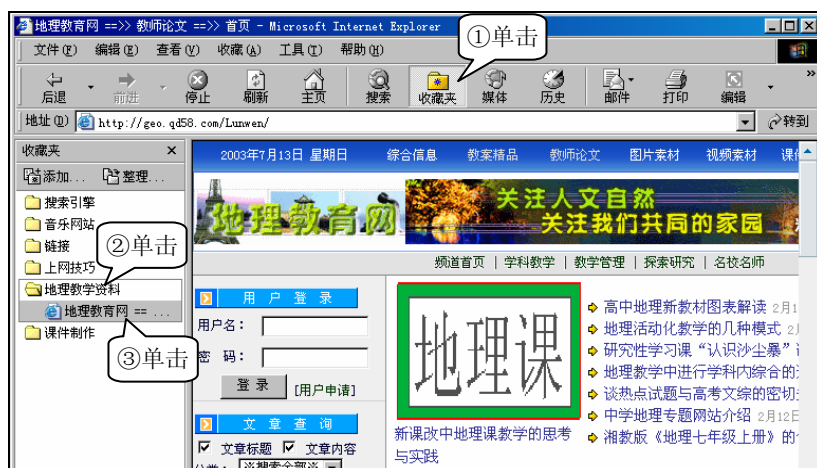 地理教育网 ==>> 教师论文 ==>> 首页 - Microsoft Internet Explorer
文件(F) 编辑(E) 查看(V) 收藏(A) 工具(T) 帮助(H)
①单击
后退 前进 停止 刷新 主页 搜索 收藏夹 媒体 历史 邮件 打印 编辑 »
地址(D) http://geo.qd58.com/Lunwen/ 转到
收藏夹 ×
添加... 整理...
搜索引擎
音乐网站
链接
上网技巧
地理教学资料
地理教育网 == ...
课件制作
②单击
③单击
2003年7月13日 星期日 综合信息 教案精品 教师论文 图片素材 视频素材 课
地理教育网
关注人文自然
关注我们共同的家园
频道首页 | 学科教学 | 教学管理 | 探索研究 | 名校名师
用户登录
用户名：
密 码：
登录 [用户申请]
文章查询
文章标题 文章内容
※搜索全部※
地理课
新课改中地理课教学的思考
与实践
高中地理新教材图表解读 2月1
地理活动化教学的几种模式 2
研究性学习课“认识沙尘暴”
地理教学中进行学科内综合的
谈热点试题与高考文综的密切
中学地理专题网站介绍 2月12日
湘教版《地理七年级上册》的